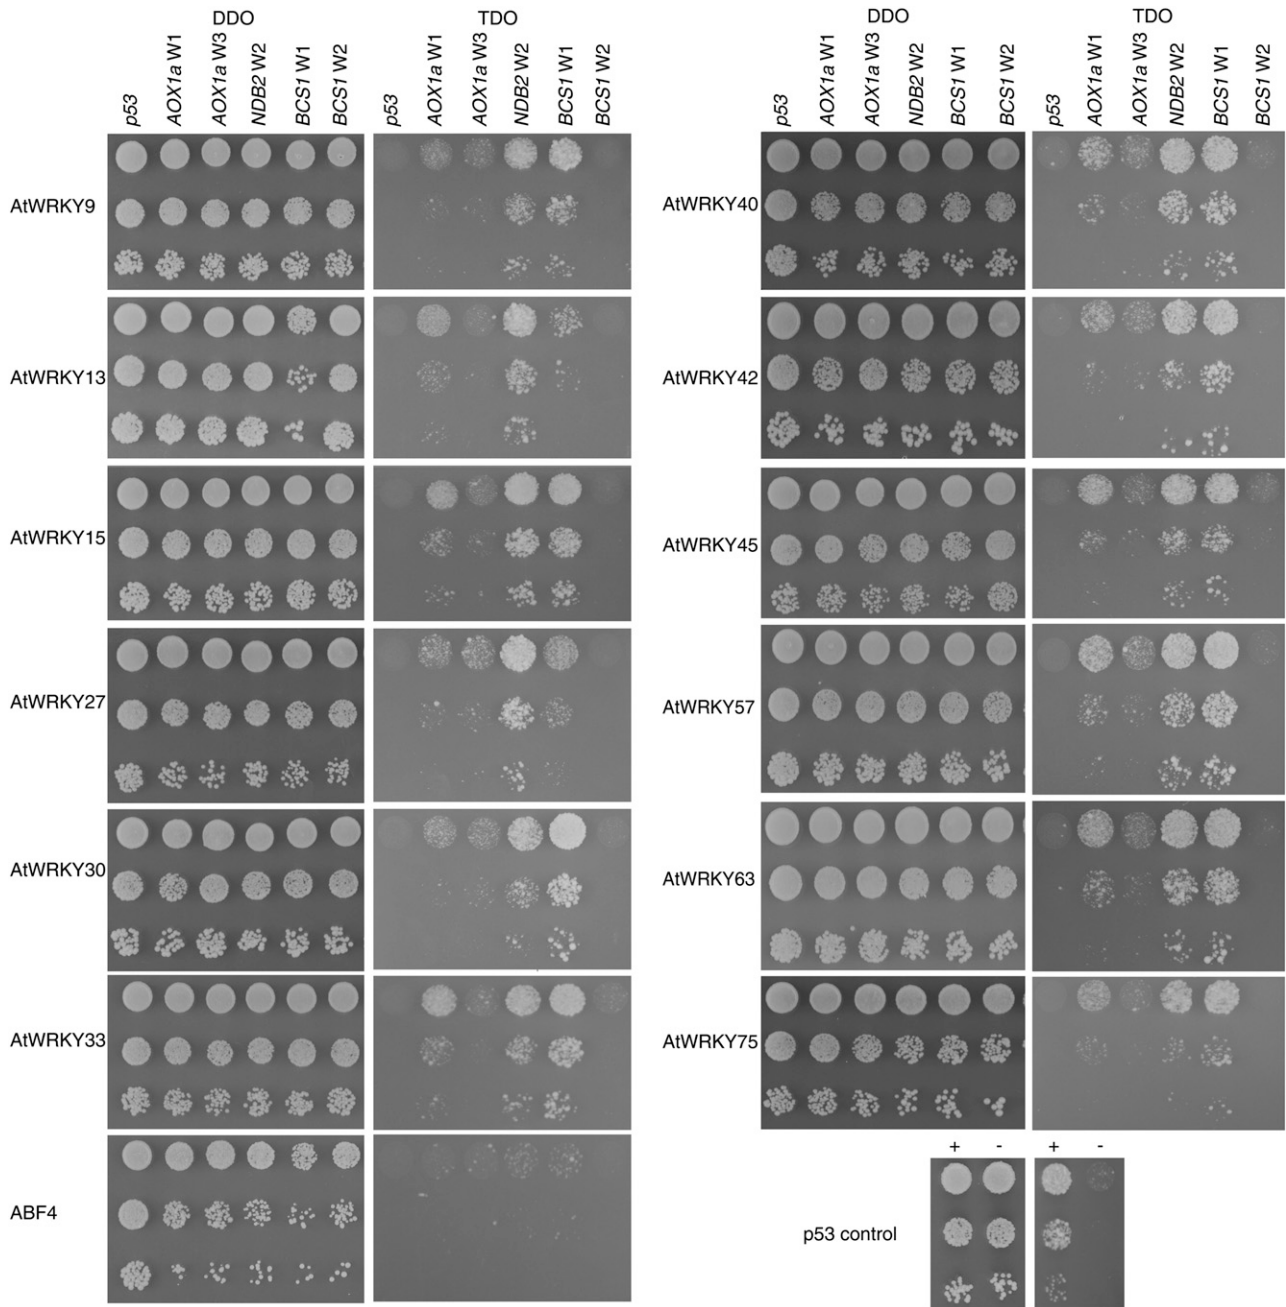 DDO
TDO
p53
AOX1a W1
AOX1a W3
NDB2 W2
BCS1 W1
BCS1 W2
p53
AOX1a W1
AOX1a W3
NDB2 W2
BCS1 W1
BCS1 W2
AtWRKY9
AtWRKY13
AtWRKY15
AtWRKY27
AtWRKY30
AtWRKY33
ABF4
DDO
TDO
p53
AOX1a W1
AOX1a W3
NDB2 W2
BCS1 W1
BCS1 W2
p53
AOX1a W1
AOX1a W3
NDB2 W2
BCS1 W1
BCS1 W2
AtWRKY40
AtWRKY42
AtWRKY45
AtWRKY57
AtWRKY63
AtWRKY75
+ - + -
p53 control